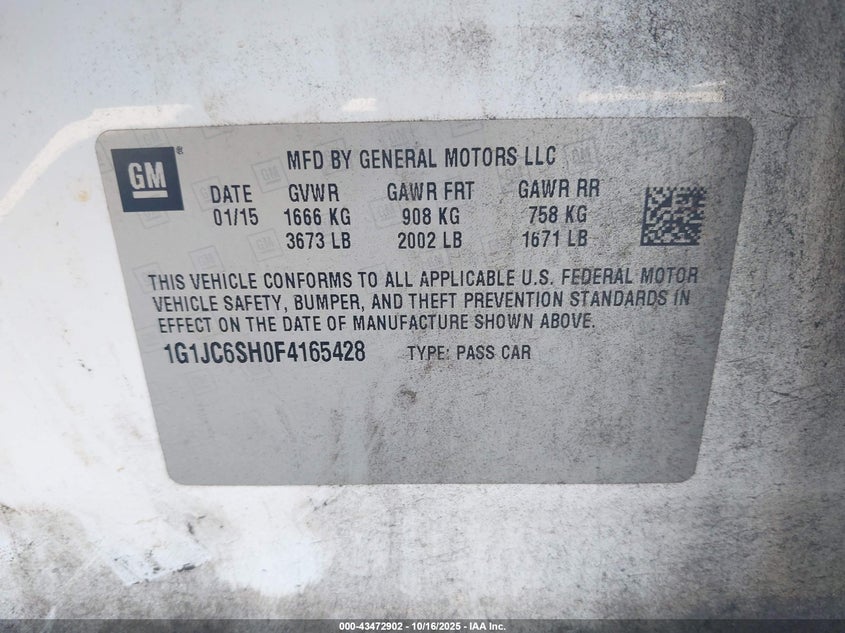 GM
MFD BY GENERAL MOTORS LLC
DATE GVWR GAWR FRT GAWR RR
01/15 1666 KG 908 KG 758 KG
3673 LB 2002 LB 1671 LB
THIS VEHICLE CONFORMS TO ALL APPLICABLE U.S. FEDERAL MOTOR
VEHICLE SAFETY, BUMPER, AND THEFT PREVENTION STANDARDS IN
EFFECT ON THE DATE OF MANUFACTURE SHOWN ABOVE.
1G1JC6SH0F4165428 TYPE: PASS CAR
000-43472902 | 10/16/2025 | IAA Inc.